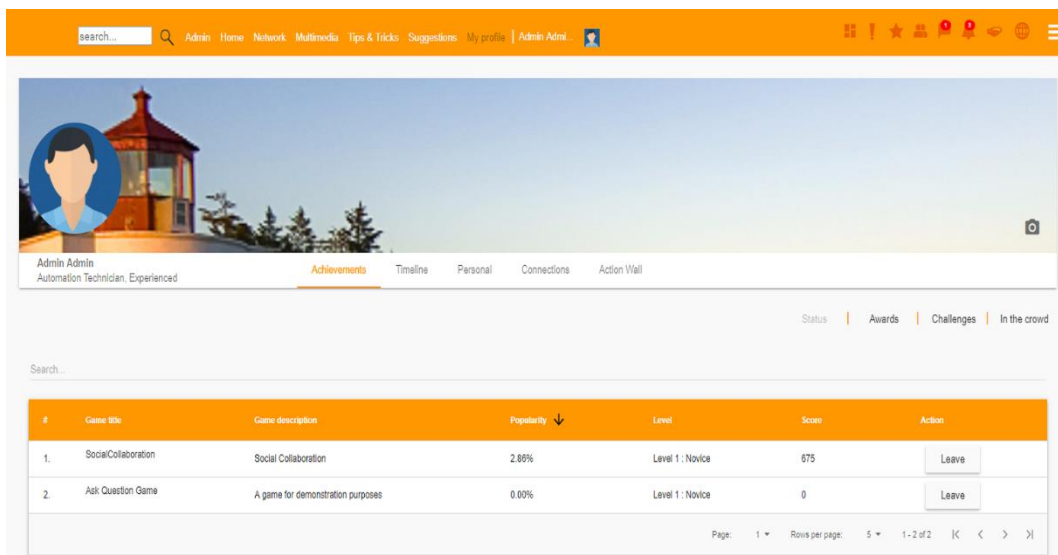 search...
Admin Home Network Multimedia Tips & Tricks Suggestions My profile | Admin Admi...
1 3
Admin Admin
Automation Technician, Experienced
Achievements Timeline Personal Connections Action Wall
Status | Awards | Challenges | In the crowd
Search...
# Game title Game description Popularity Level Score Action
1. SocialCollaboration Social Collaboration 2.86% Level 1 : Novice 675 Leave
2. Ask Question Game A game for demonstration purposes 0.00% Level 1 : Novice 0 Leave
Page: 1 Rows per page: 5 1 - 2 of 2